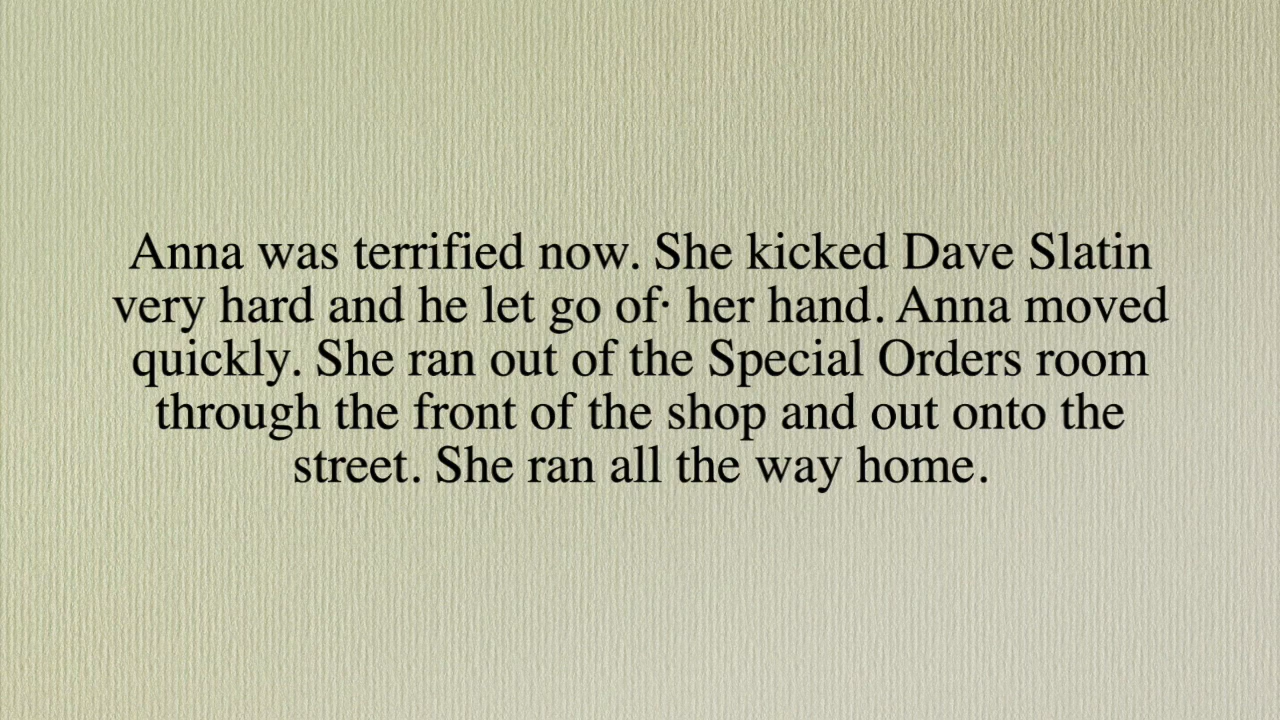 Anna was terrified now. She kicked Dave Slatin
very hard and he let go of· her hand. Anna moved
quickly. She ran out of the Special Orders room
through the front of the shop and out onto the
street. She ran all the way home.